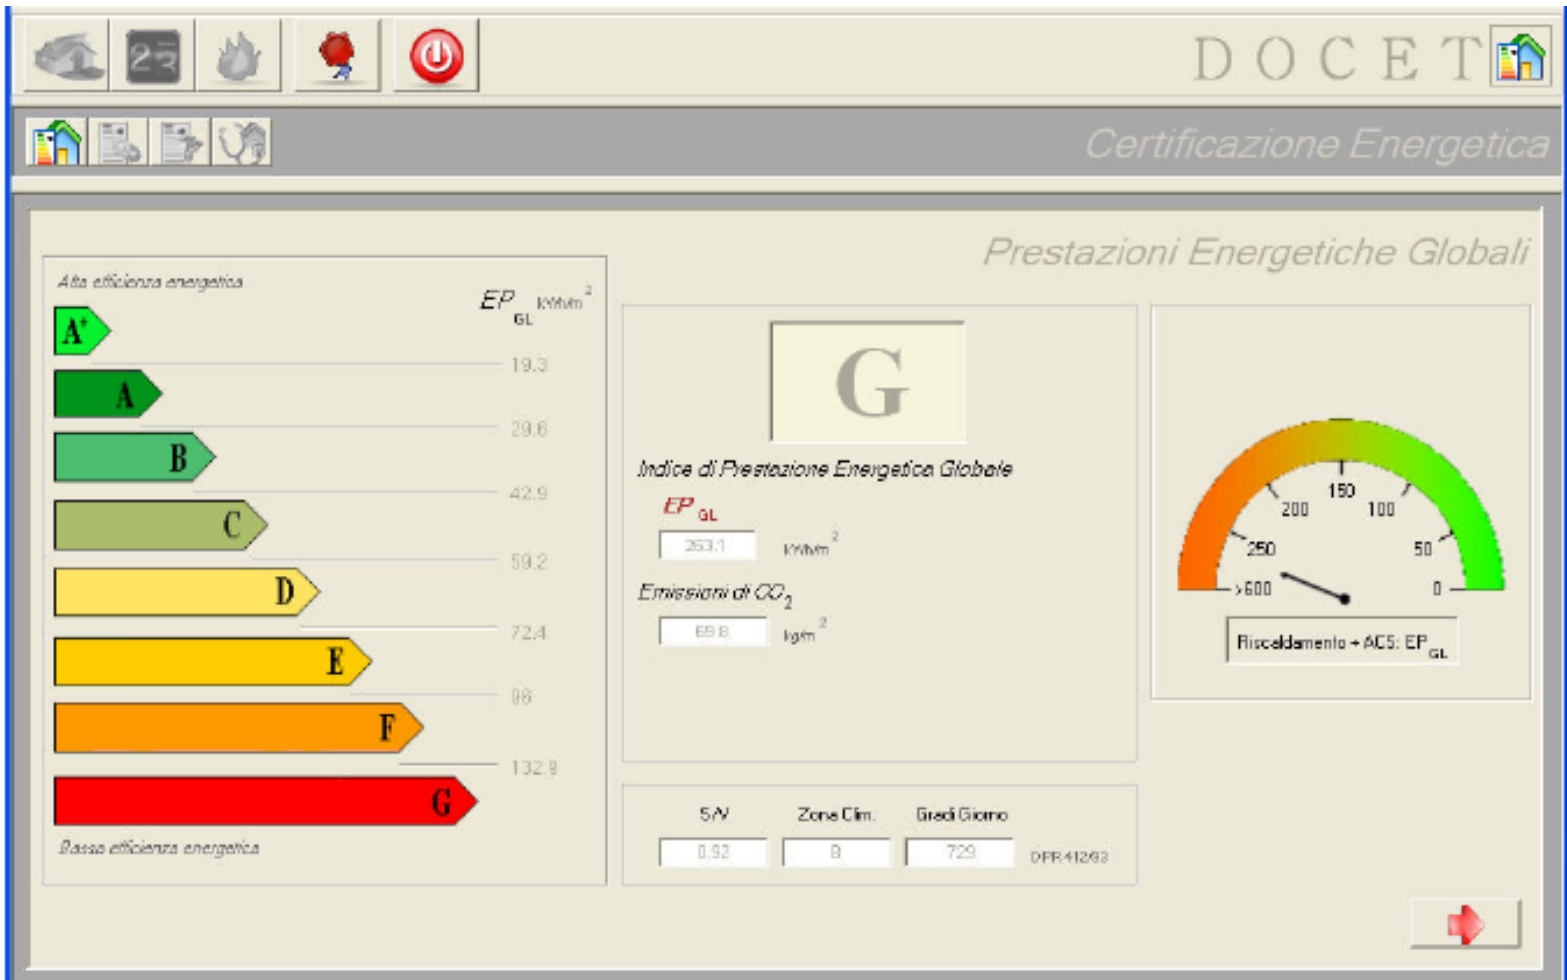 DOCET
Certificazione Energetica
Prestazioni Energetiche Globali
Alta efficienza energetica
EP GL kWh/m²
A+
19.3
A
29.6
B
42.9
C
59.2
D
72.4
E
96
F
132.9
G
Bassa efficienza energetica
G
Indice di Prestazione Energetica Globale
EP GL
263.1 kWh/m²
Emissioni di CO₂
69.8 kg/m²
S/V Zona Clim. Gradi Giorno
0.92 B 729 DPR 412/93
150
200 100
250 50
>600 0
Riscaldamento + ACS: EP GL